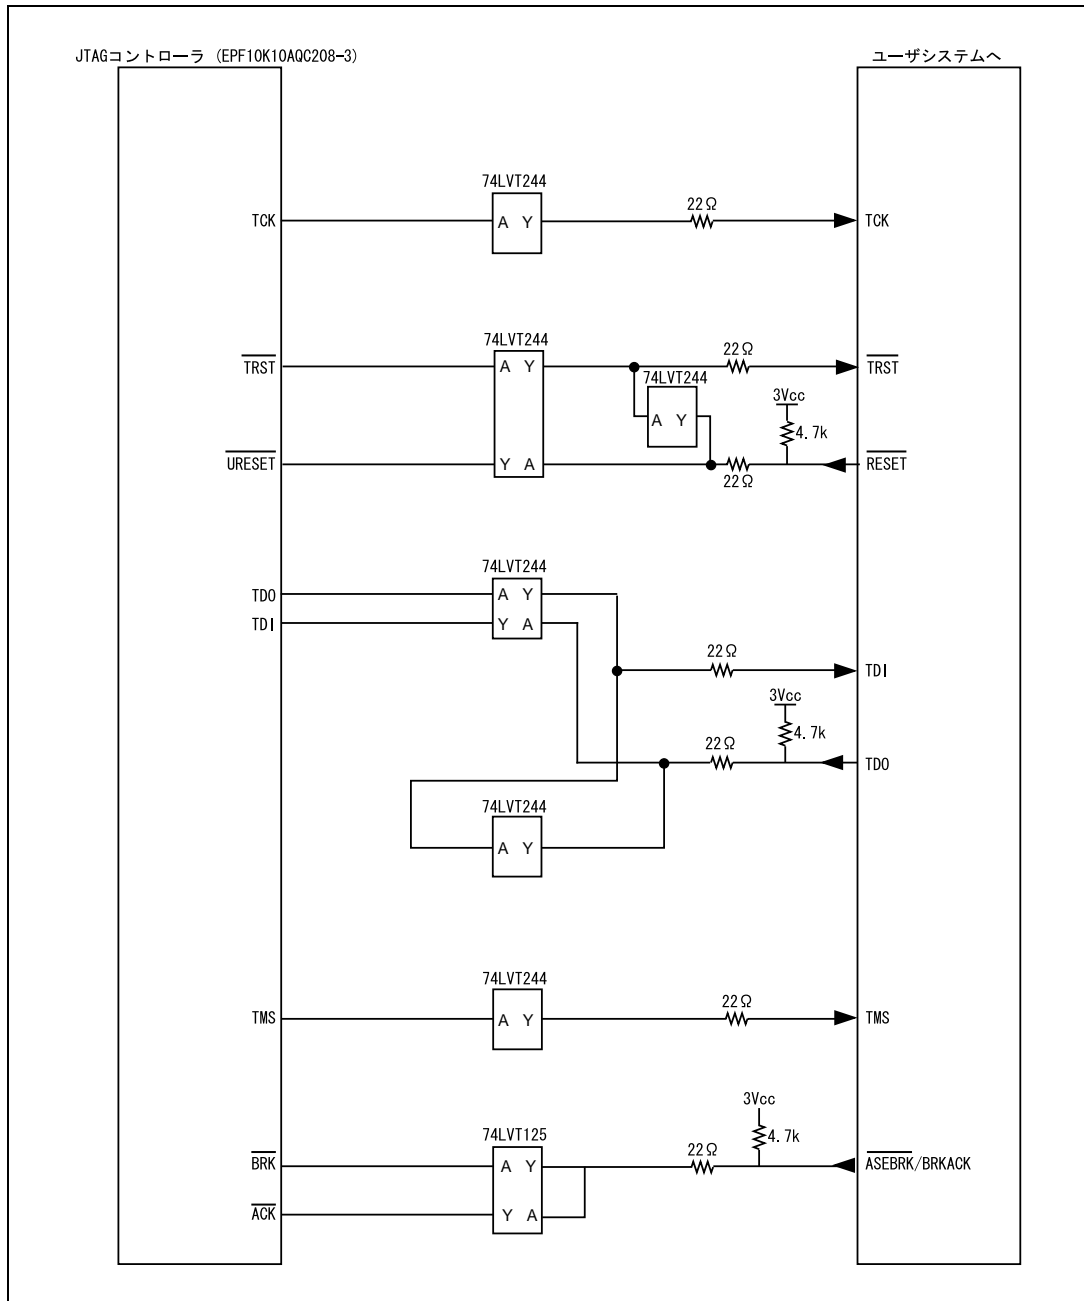 JTAGコントローラ (EPF10K10AQC208-3)
ユーザシステムへ
74LVT244
22Ω
TCK
A Y
TCK
74LVT244
22Ω
TRST
A Y
TRST
74LVT244
3Vcc
A Y
4.7k
URESET
Y A
RESET
22Ω
74LVT244
TDO
A Y
TDI
Y A
22Ω
TDI
3Vcc
4.7k
22Ω
TDO
74LVT244
A Y
74LVT244
22Ω
TMS
A Y
TMS
3Vcc
74LVT125
4.7k
22Ω
BRK
A Y
ASEBRK/BRKACK
ACK
Y A